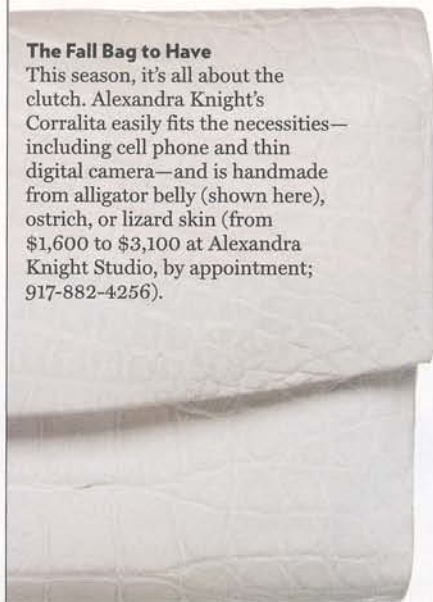 The Fall Bag to Have
This season, it's all about the
clutch. Alexandra Knight's
Corralita easily fits the necessities—
including cell phone and thin
digital camera—and is handmade
from alligator belly (shown here),
ostrich, or lizard skin (from
$1,600 to $3,100 at Alexandra
Knight Studio, by appointment;
917-882-4256).